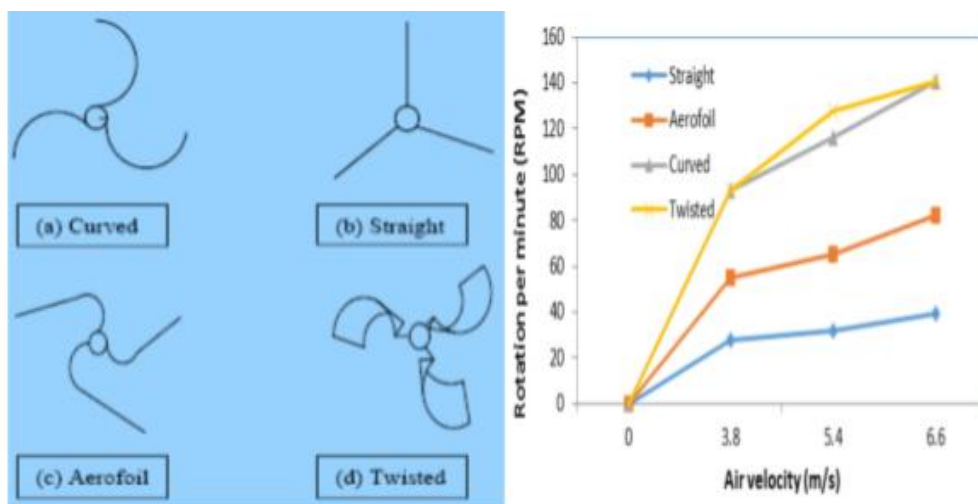 (a) Curved
(b) Straight
(c) Aerofoil
(d) Twisted
Rotation per minute (RPM)
160
140
120
100
80
60
40
20
0
Straight
Aerofoil
Curved
Twisted
0 3.8 5.4 6.6
Air velocity (m/s)